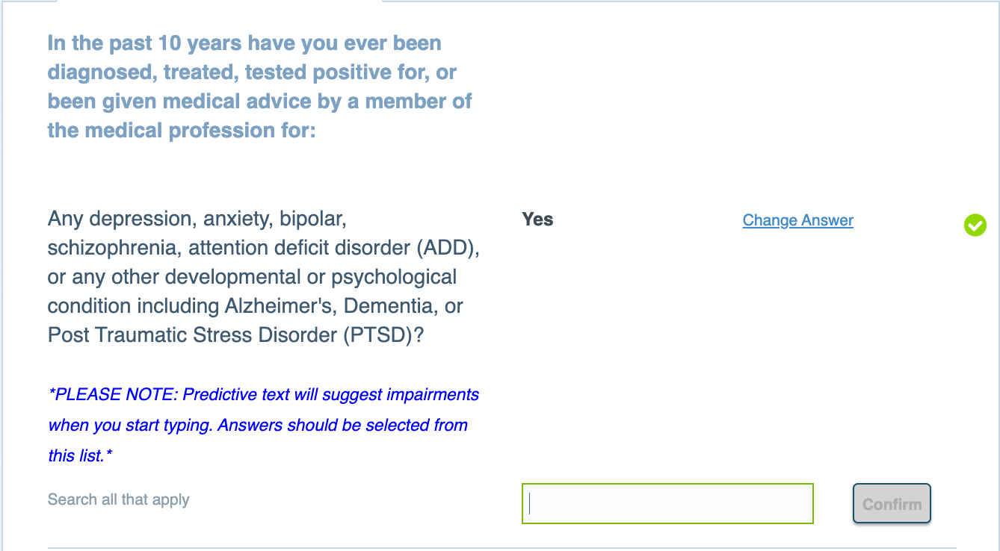 In the past 10 years have you ever been
diagnosed, treated, tested positive for, or
been given medical advice by a member of
the medical profession for:
Any depression, anxiety, bipolar,
schizophrenia, attention deficit disorder (ADD),
or any other developmental or psychological
condition including Alzheimer's, Dementia, or
Post Traumatic Stress Disorder (PTSD)?
Yes
Change Answer
*PLEASE NOTE: Predictive text will suggest impairments
when you start typing. Answers should be selected from
this list.*
Search all that apply
Confirm